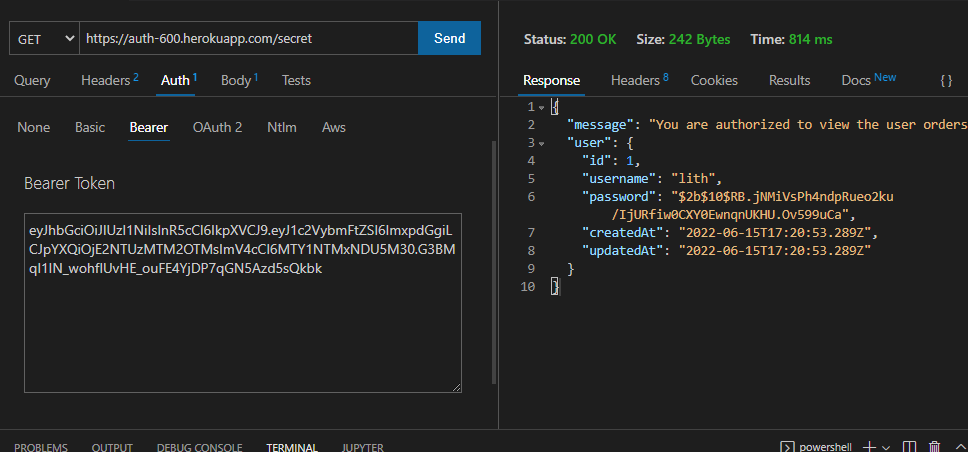 GET https://auth-600.herokuapp.com/secret Send
Query Headers 2 Auth 1 Body 1 Tests
None Basic Bearer OAuth 2 Ntlm Aws
Bearer Token
eyJhbGciOiJIUzI1NiIsInR5cCI6IkpXVCJ9.eyJ1c2VybmFtZSI6ImxpdGgiL
CJpYXQiOjE2NTUzMTM2OTMsImV4cCI6MTY1NTMxNDU5M30.G3BM
qI1IN_wohfIUvHE_ouFE4YjDP7qGN5Azd5sQkbk
Status: 200 OK Size: 242 Bytes Time: 814 ms
Response Headers 8 Cookies Results Docs New { }
1 {
2 "message": "You are authorized to view the user orders
3 "user": {
4 "id": 1,
5 "username": "lith",
6 "password": "$2b$10$RB.jNMiVsPh4ndpRueo2ku
/IjURfiw0CXY0EwnqnUKHU.Ov599uCa",
7 "createdAt": "2022-06-15T17:20:53.289Z",
8 "updatedAt": "2022-06-15T17:20:53.289Z"
9 }
10 }
PROBLEMS OUTPUT DEBUG CONSOLE TERMINAL JUPYTER powershell